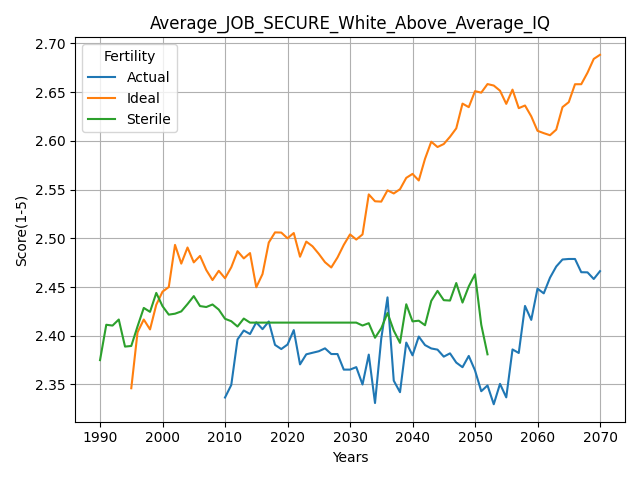 Average_JOB_SECURE_White_Above_Average_IQ
Fertility
Actual
Ideal
Sterile
Score(1-5)
2.70
2.65
2.60
2.55
2.50
2.45
2.40
2.35
1990 2000 2010 2020 2030 2040 2050 2060 2070
Years